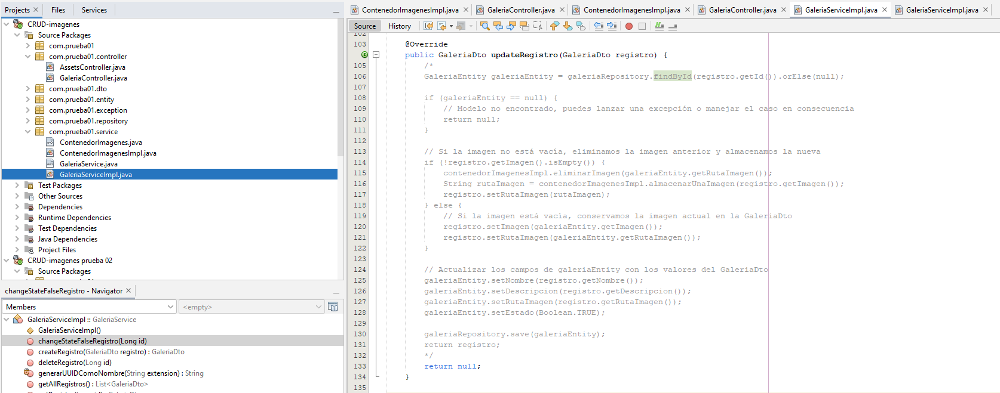 Projects
Files
Services
CRUD-imagenes
Source Packages
com.prueba01
com.prueba01.controller
AssetsController.java
GaleriaController.java
com.prueba01.dto
com.prueba01.entity
com.prueba01.exception
com.prueba01.repository
com.prueba01.service
ContenedorImagenes.java
ContenedorImagenesImpl.java
GaleriaService.java
GaleriaServiceImpl.java
Test Packages
Other Sources
Dependencies
Runtime Dependencies
Test Dependencies
Java Dependencies
Project Files
CRUD-imagenes prueba 02
Source Packages
changeStateFalseRegistro - Navigator
Members
<empty>
GaleriaServiceImpl :: GaleriaService
GaleriaServiceImpl()
changeStateFalseRegistro(Long id)
createRegistro(GaleriaDto registro) : GaleriaDto
deleteRegistro(Long id)
generarUUIDComoNombre(String extension) : String
getAllRegistros() : List<GaleriaDto>
ContenedorImagenesImpl.java
GaleriaController.java
ContenedorImagenesImpl.java
GaleriaController.java
GaleriaServiceImpl.java
GaleriaServiceImpl.java
Source
History
102
103 @Override
public GaleriaDto updateRegistro(GaleriaDto registro) {
105 /*
106 GaleriaEntity galeriaEntity = galeriaRepository.findById(registro.getId()).orElse(null);
107
108 if (galeriaEntity == null) {
109 // Modelo no encontrado, puedes lanzar una excepción o manejar el caso en consecuencia
110 return null;
111 }
112
113 // Si la imagen no está vacía, eliminamos la imagen anterior y almacenamos la nueva
114 if (!registro.getImagen().isEmpty()) {
115 contenedorImagenesImpl.eliminarImagen(galeriaEntity.getRutaImagen());
116 String rutaImagen = contenedorImagenesImpl.almacenarUnaImagen(registro.getImagen());
117 registro.setRutaImagen(rutaImagen);
118 } else {
119 // Si la imagen está vacía, conservamos la imagen actual en la GaleriaDto
120 registro.setImagen(galeriaEntity.getImagen());
121 registro.setRutaImagen(galeriaEntity.getRutaImagen());
122 }
123
124 // Actualizar los campos de galeriaEntity con los valores del GaleriaDto
125 galeriaEntity.setNombre(registro.getNombre());
126 galeriaEntity.setDescripcion(registro.getDescripcion());
127 galeriaEntity.setRutaImagen(registro.getRutaImagen());
128 galeriaEntity.setEstado(Boolean.TRUE);
129
130 galeriaRepository.save(galeriaEntity);
131 return registro;
132 */
133 return null;
134 }
135